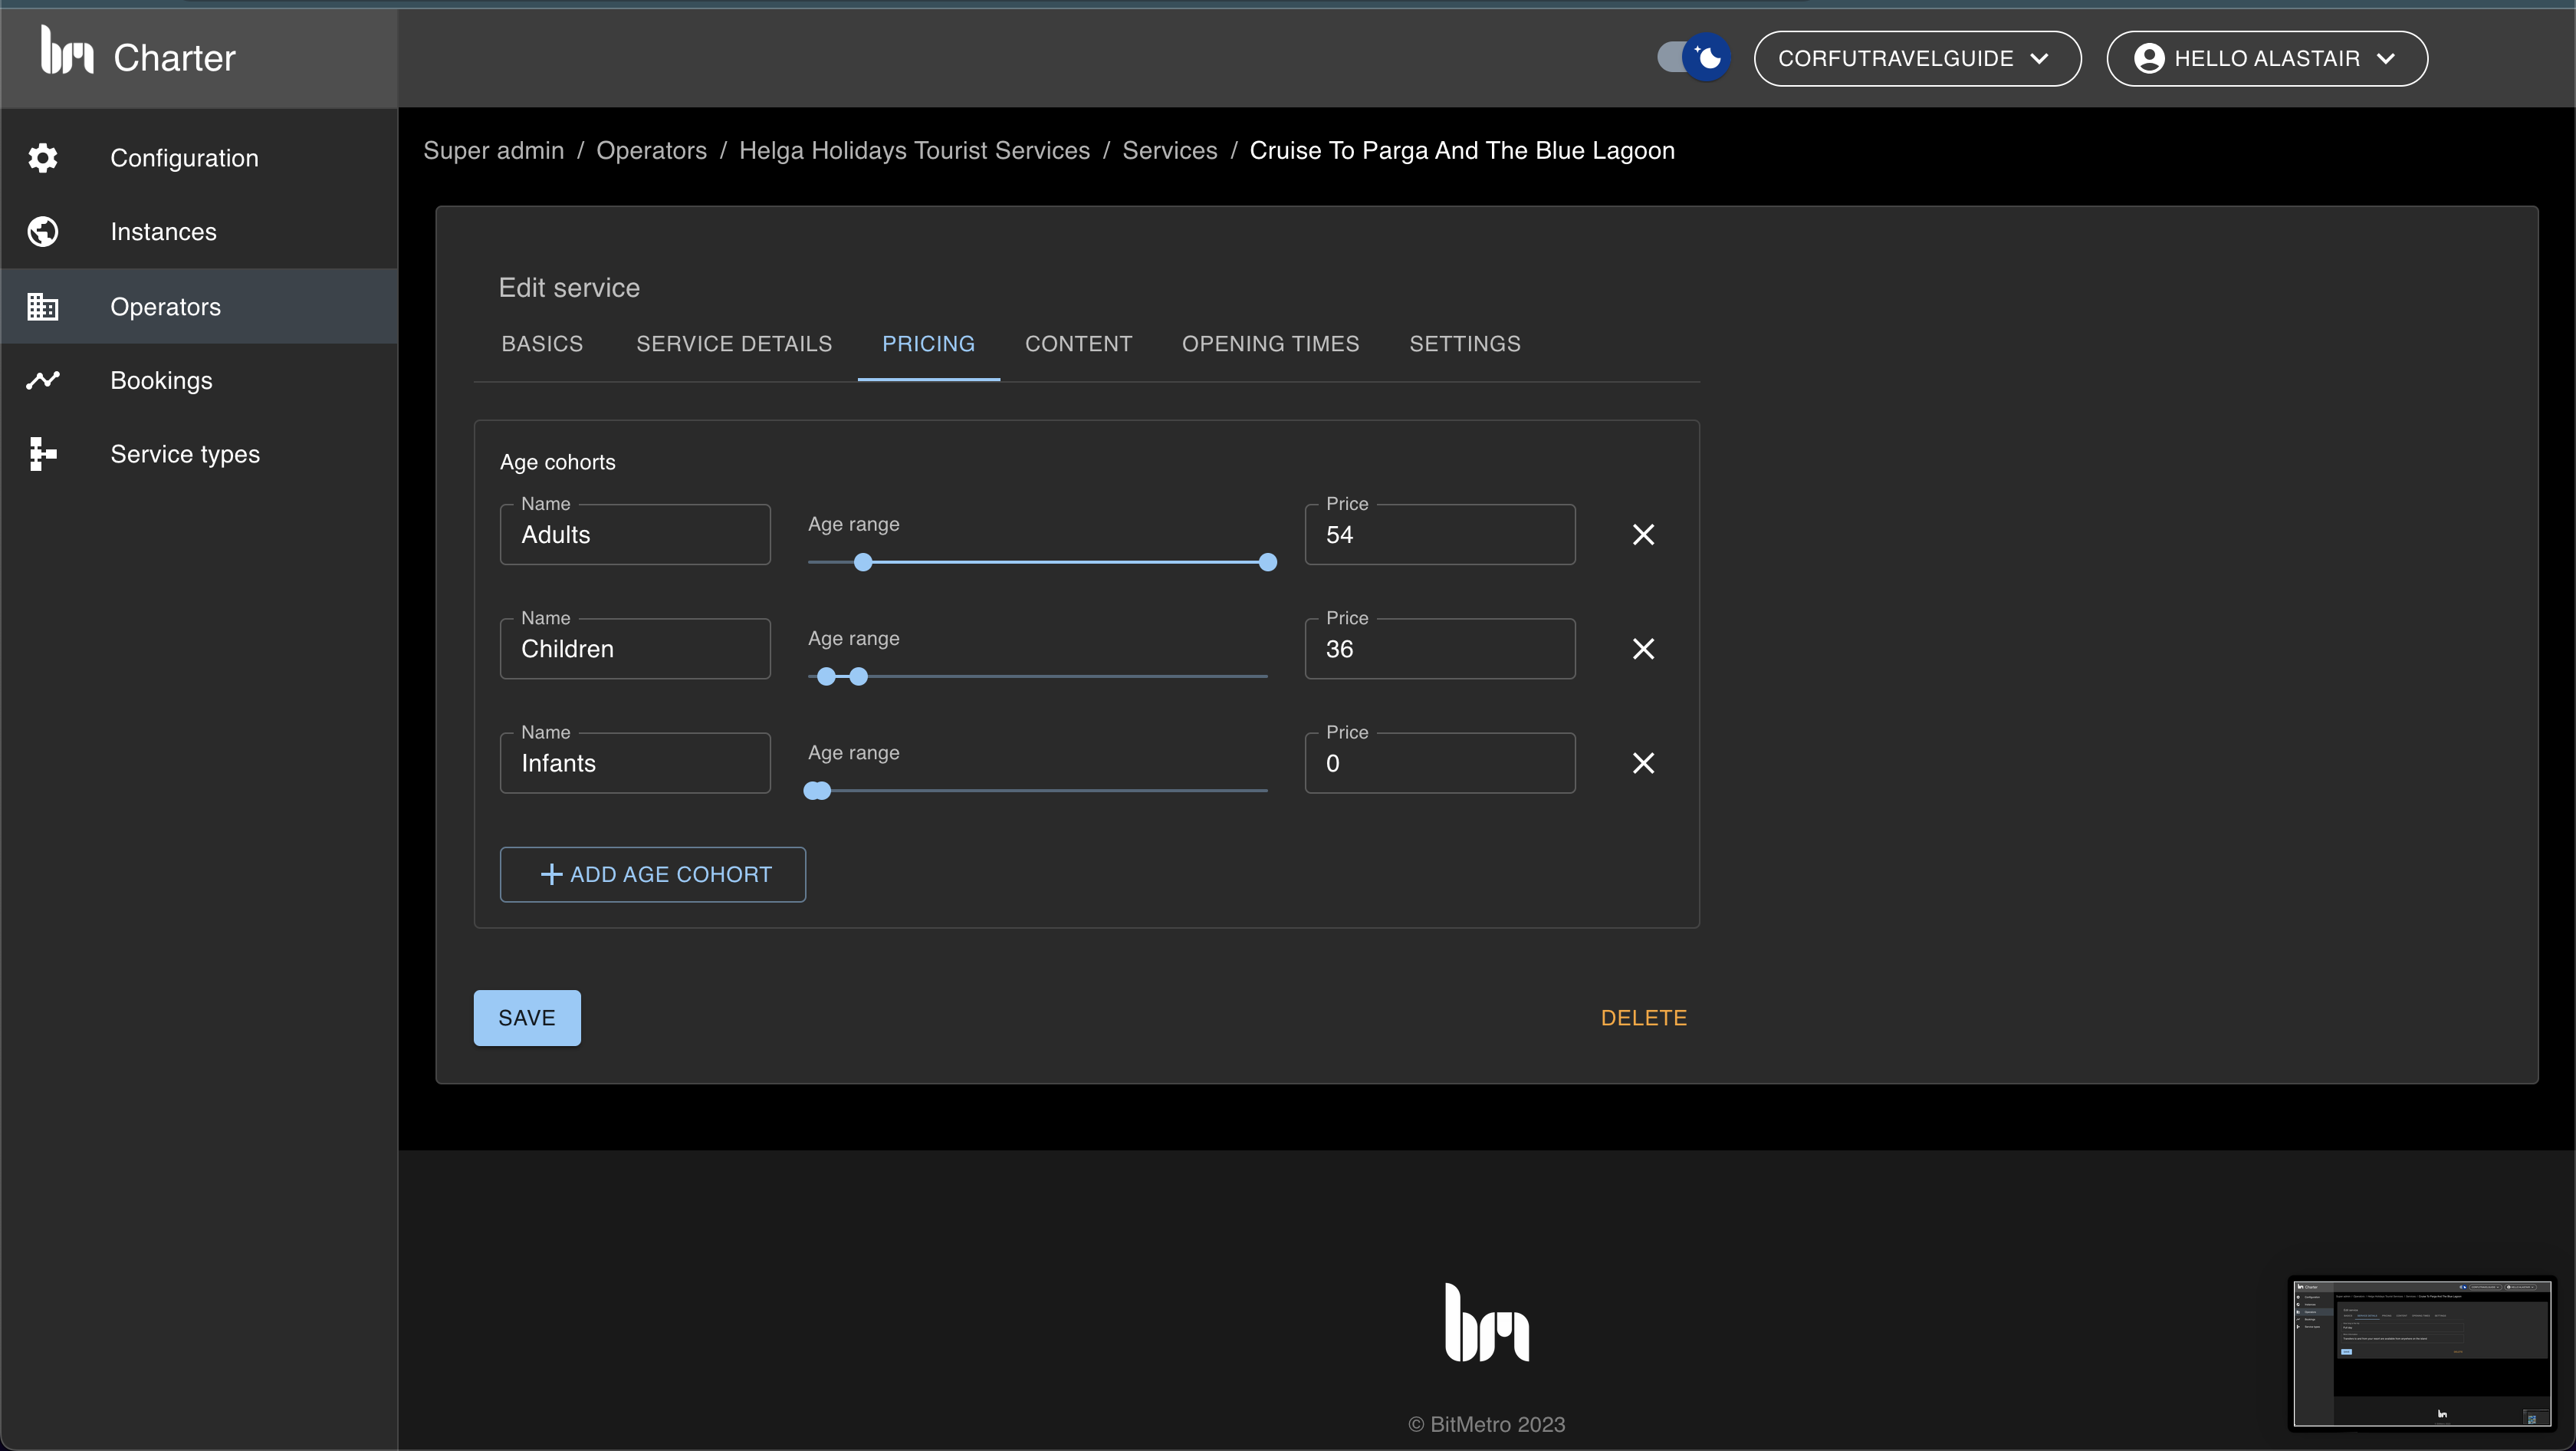 bm Charter
CORFUTRAVELGUIDE
HELLO ALASTAIR
Configuration
Instances
Operators
Bookings
Service types
Super admin / Operators / Helga Holidays Tourist Services / Services / Cruise To Parga And The Blue Lagoon
Edit service
BASICS SERVICE DETAILS PRICING CONTENT OPENING TIMES SETTINGS
Age cohorts
Name
Adults
Age range
Price
54
Name
Children
Age range
Price
36
Name
Infants
Age range
Price
0
ADD AGE COHORT
SAVE
DELETE
bm
© BitMetro 2023